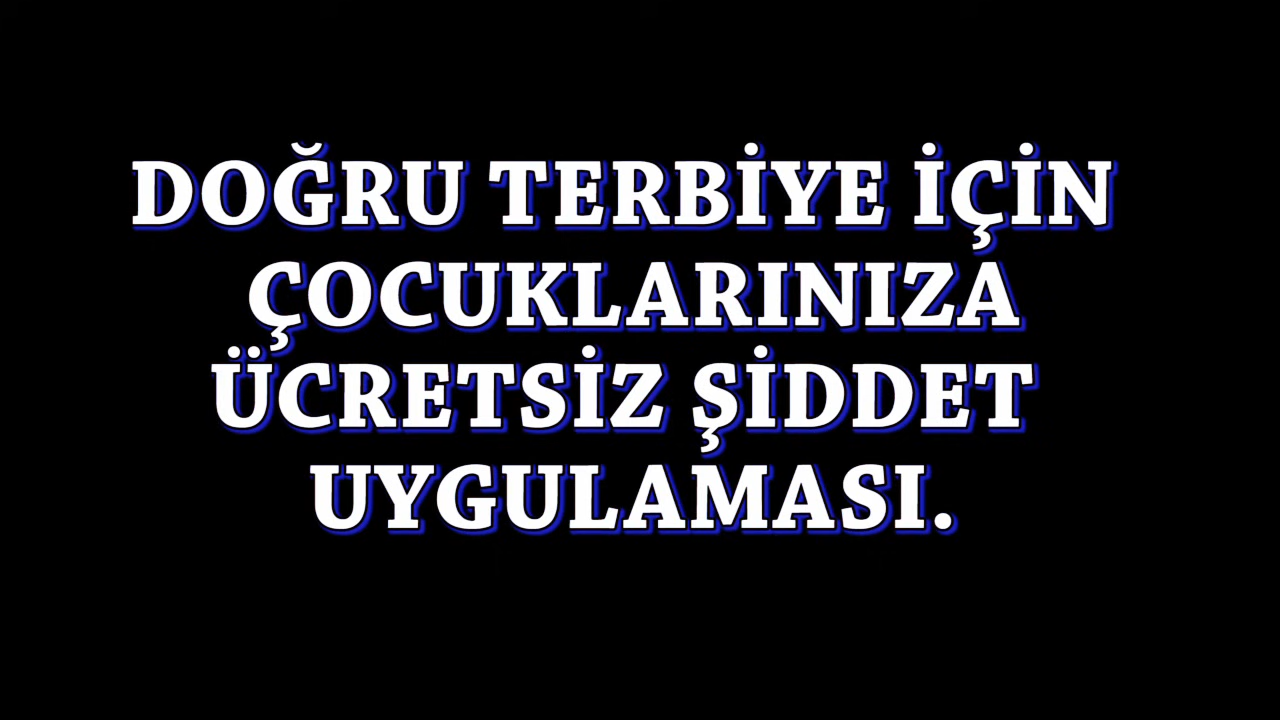 DOĞRU TERBİYE İÇİN
ÇOCUKLARINIZA
ÜCRETSİZ ŞİDDET
UYGULAMASI.